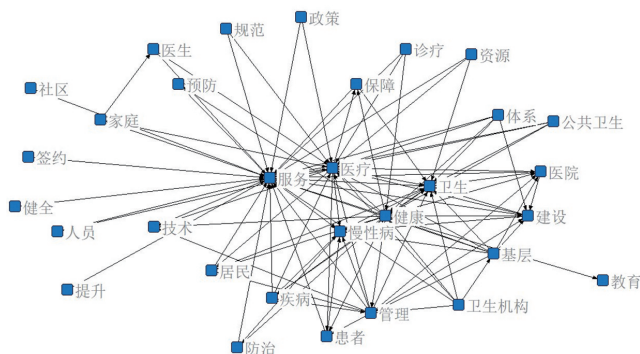 政策
规范
医生
诊疗
资源
预防
保障
社区
家庭
体系
公共卫生
签约
医疗
服务
卫生
医院
健全
人员
技术
健康
建设
慢性病
基层
居民
教育
提升
疾病
管理
卫生机构
患者
防治